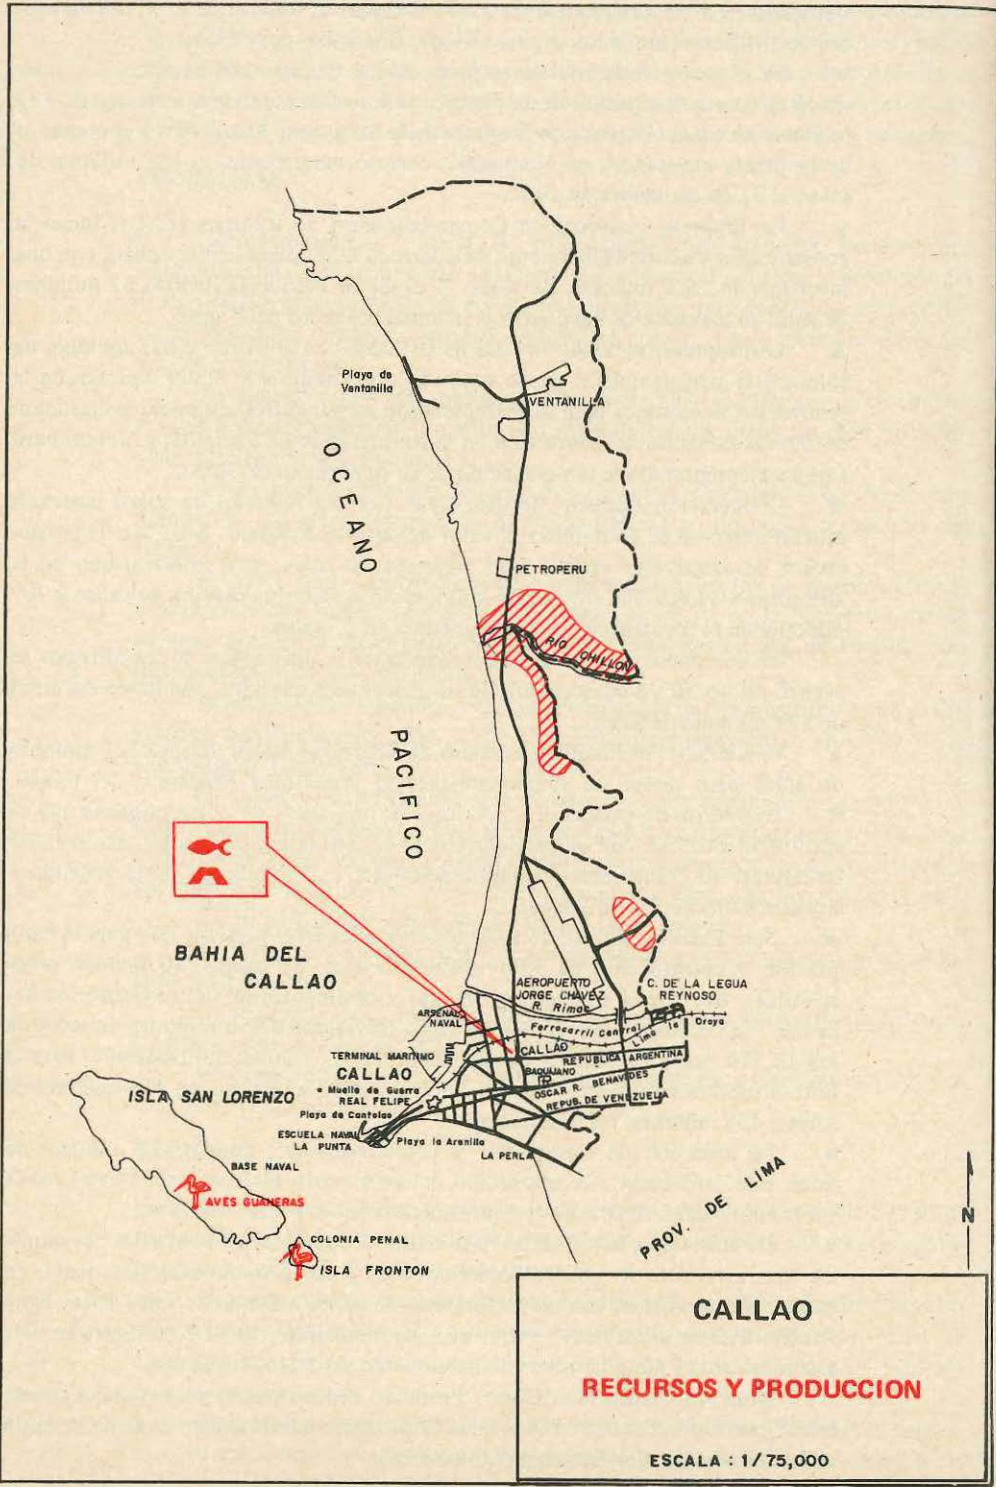 Playa de
Ventanilla
VENTANILLA
OCEANO
PETROPERU
RIO CHILLON
PACIFICO
BAHIA DEL
CALLAO
AEROPUERTO
JORGE CHAVEZ
R. Rimac
C. DE LA LEGUA
REYNOSO
ARSENAL
NAVAL
Ferrocarril Central
Lima la Oroya
CALLAO
TERMINAL MARITIMO
REPUBLICA ARGENTINA
CALLAO
BAQUIJANO
Muelle de Guerra
OSCAR R. BENAVIDES
REAL FELIPE
REPUB. DE VENEZUELA
ISLA SAN LORENZO
Playa de Cantolao
ESCUELA NAVAL
LA PUNTA
Playa la Arenilla
LA PERLA
BASE NAVAL
PROV. DE LIMA
AVES GUANERAS
N
COLONIA PENAL
ISLA FRONTON
CALLAO
RECURSOS Y PRODUCCION
ESCALA : 1/75,000